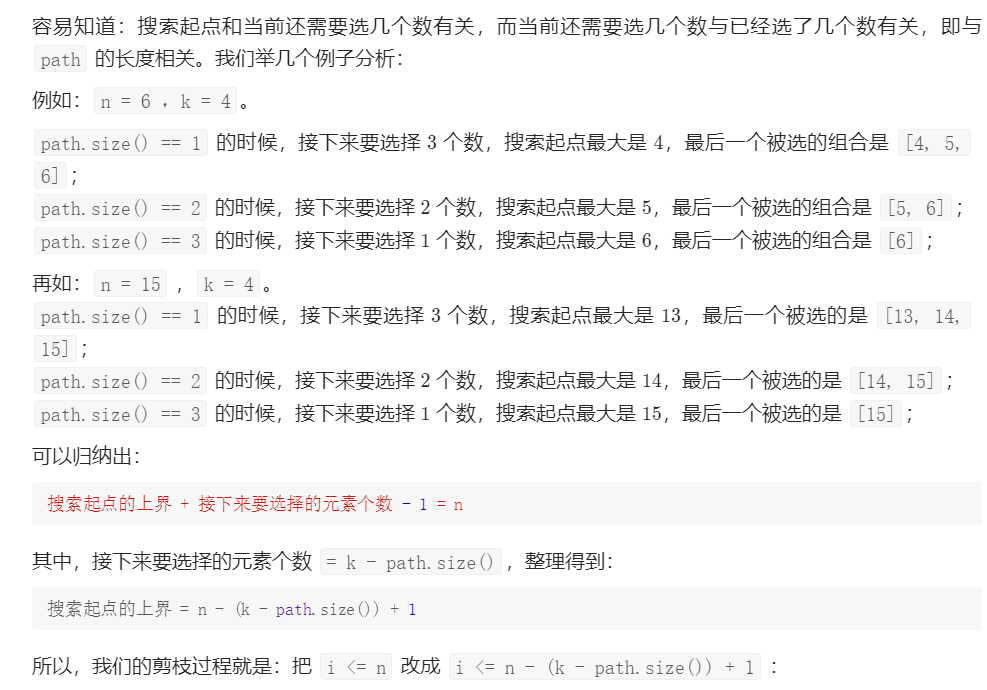 容易知道：搜索起点和当前还需要选几个数有关，而当前还需要选几个数与已经选了几个数有关，即与
path 的长度相关。我们举几个例子分析：
例如： n = 6 ，k = 4 。
path.size() == 1 的时候，接下来要选择 3 个数，搜索起点最大是 4，最后一个被选的组合是 [4, 5,
6] ；
path.size() == 2 的时候，接下来要选择 2 个数，搜索起点最大是 5，最后一个被选的组合是 [5, 6] ；
path.size() == 3 的时候，接下来要选择 1 个数，搜索起点最大是 6，最后一个被选的组合是 [6] ；
再如： n = 15 ， k = 4 。
path.size() == 1 的时候，接下来要选择 3 个数，搜索起点最大是 13，最后一个被选的是 [13, 14,
15] ；
path.size() == 2 的时候，接下来要选择 2 个数，搜索起点最大是 14，最后一个被选的是 [14, 15] ；
path.size() == 3 的时候，接下来要选择 1 个数，搜索起点最大是 15，最后一个被选的是 [15] ；
可以归纳出：
搜索起点的上界 + 接下来要选择的元素个数 - 1 = n
其中，接下来要选择的元素个数 = k - path.size() ，整理得到：
搜索起点的上界 = n - (k - path.size()) + 1
所以，我们的剪枝过程就是：把 i <= n 改成 i <= n - (k - path.size()) + 1 ：